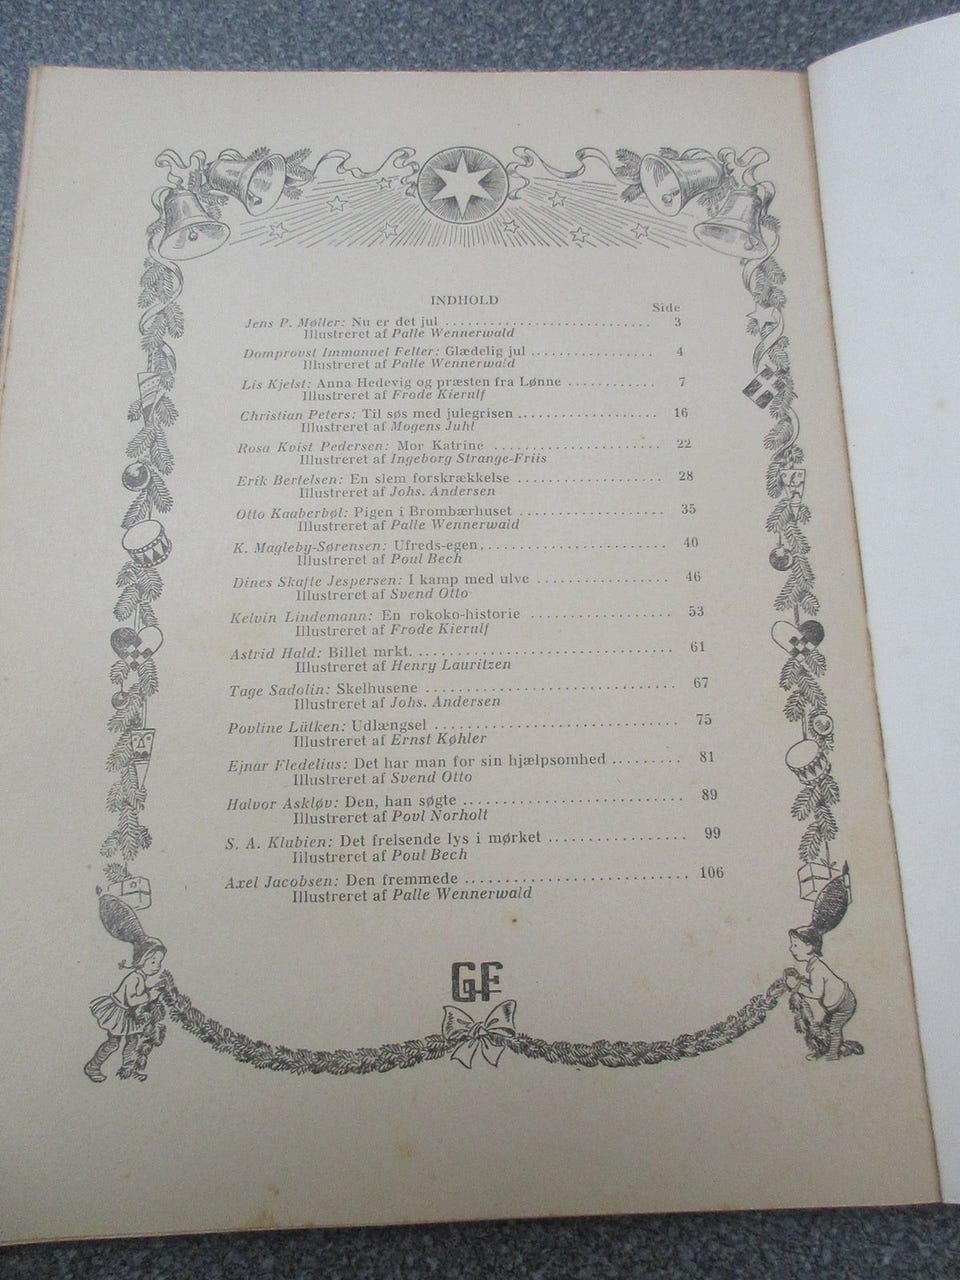 INDHOLD
Side
Jens P. Møller: Nu er det jul ............................ 3
Illustreret af Palle Wennerwald
Domprovst Immanuel Felter: Glædelig jul ................ 4
Illustreret af Palle Wennerwald
Lis Kjelst: Anna Hedevig og præsten fra Lønne ............ 7
Illustreret af Frode Kierulf
Christian Peters: Til søs med julegrisen .................. 16
Illustreret af Mogens Juhl
Rosa Kvist Pedersen: Mor Katrine ........................ 22
Illustreret af Ingeborg Strange-Friis
Erik Bertelsen: En slem forskrækkelse .................... 28
Illustreret af Johs. Andersen
Otto Kaaberbøl: Pigen i Brombærhuset .................... 35
Illustreret af Palle Wennerwald
K. Magleby-Sørensen: Ufreds-egen ......................... 40
Illustreret af Poul Bech
Dines Skafte Jespersen: I kamp med ulve .................. 46
Illustreret af Svend Otto
Kelvin Lindemann: En rokoko-historie .................... 53
Illustreret af Frode Kierulf
Astrid Hald: Billet mrkt. ................................. 61
Illustreret af Henry Lauritzen
Tage Sadolin: Skelhusene ................................ 67
Illustreret af Johs. Andersen
Povline Lütken: Udlængsel ................................ 75
Illustreret af Ernst Køhler
Ejnar Fledelius: Det har man for sin hjælpsomhed ......... 81
Illustreret af Svend Otto
Halvor Askløv: Den, han søgte ............................ 89
Illustreret af Povl Norholt
S. A. Klubien: Det frelsende lys i mørket ................. 99
Illustreret af Poul Bech
Axel Jacobsen: Den fremmede ............................ 106
Illustreret af Palle Wennerwald
GF